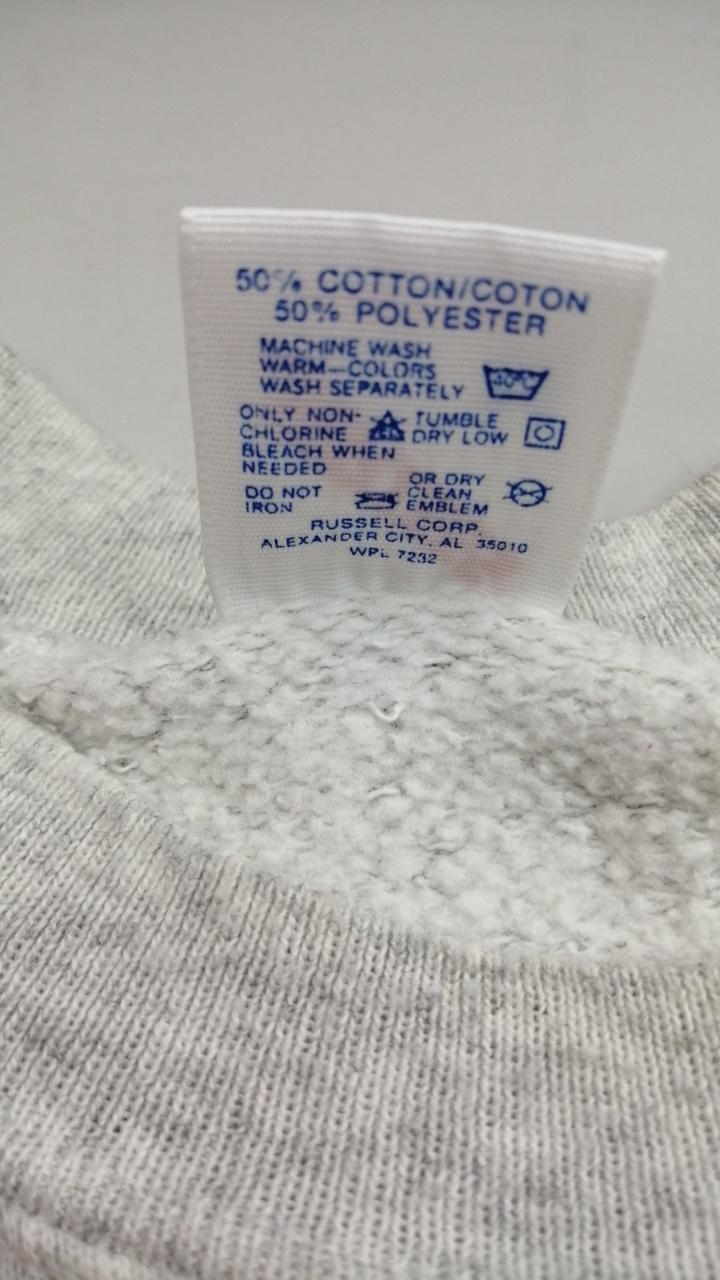 50% COTTON/COTON
50% POLYESTER
MACHINE WASH
WARM—COLORS
WASH SEPARATELY
40°C
ONLY NON-
CHLORINE
BLEACH WHEN
NEEDED
TUMBLE
DRY LOW
DO NOT
IRON
OR DRY
CLEAN
EMBLEM
RUSSELL CORP.
ALEXANDER CITY, AL 35010
WPL 7232